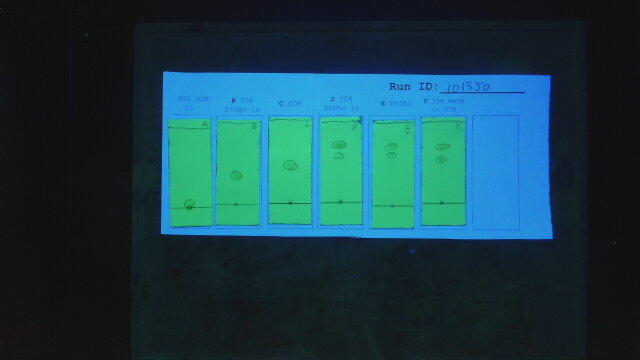 Run ID: 101350
50% DCM in
B 50% EtOAc in
C DCM
D 50% EtOAc in
E EtOAc
F 10% MeOH in DCM
A
B
C
D
E
F